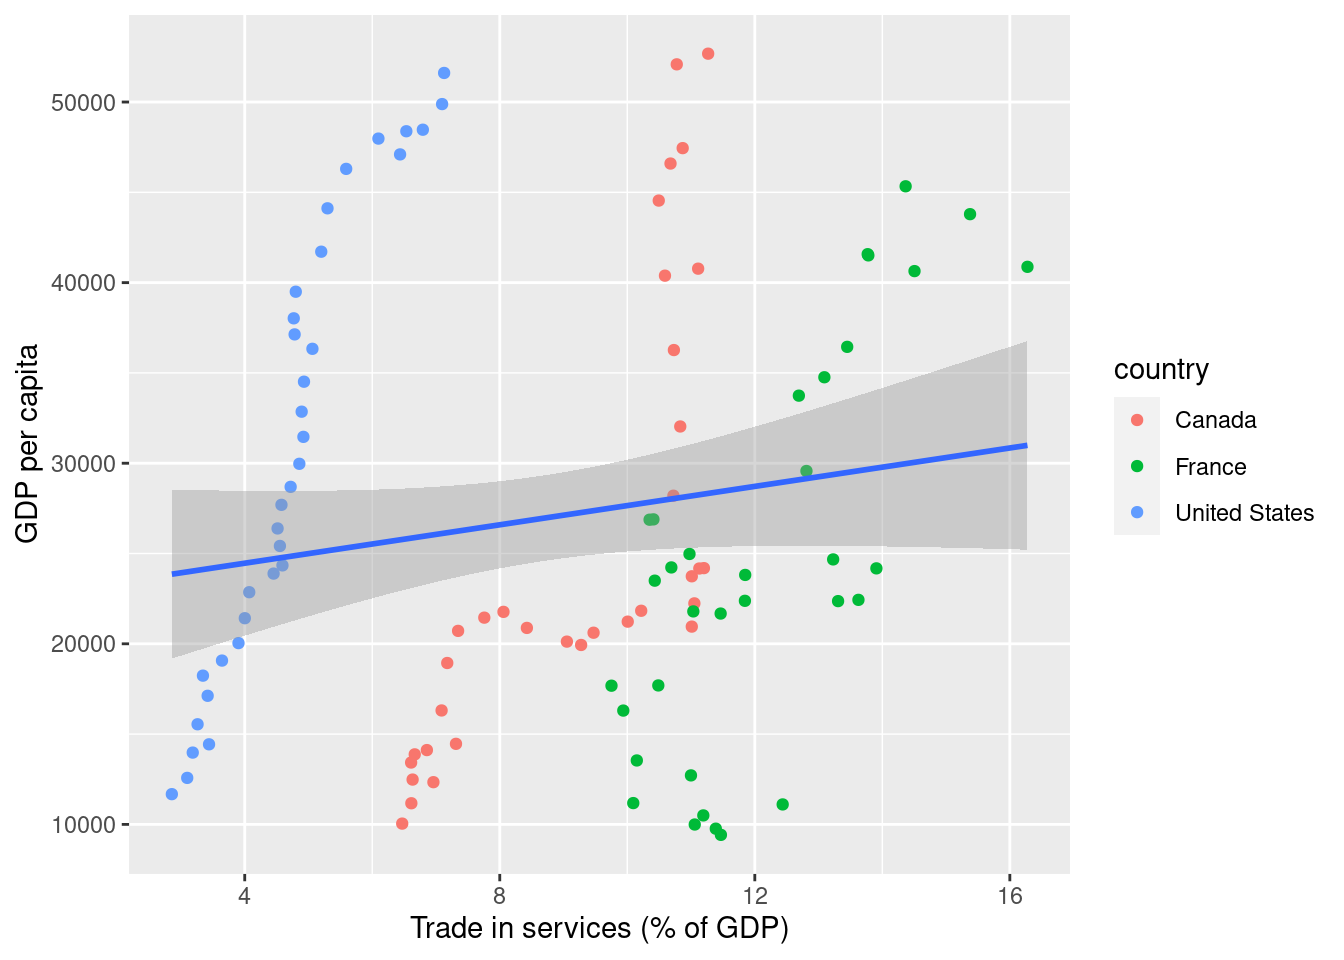 50000
40000
30000
20000
10000
GDP per capita
4
8
12
16
Trade in services (% of GDP)
country
Canada
France
United States